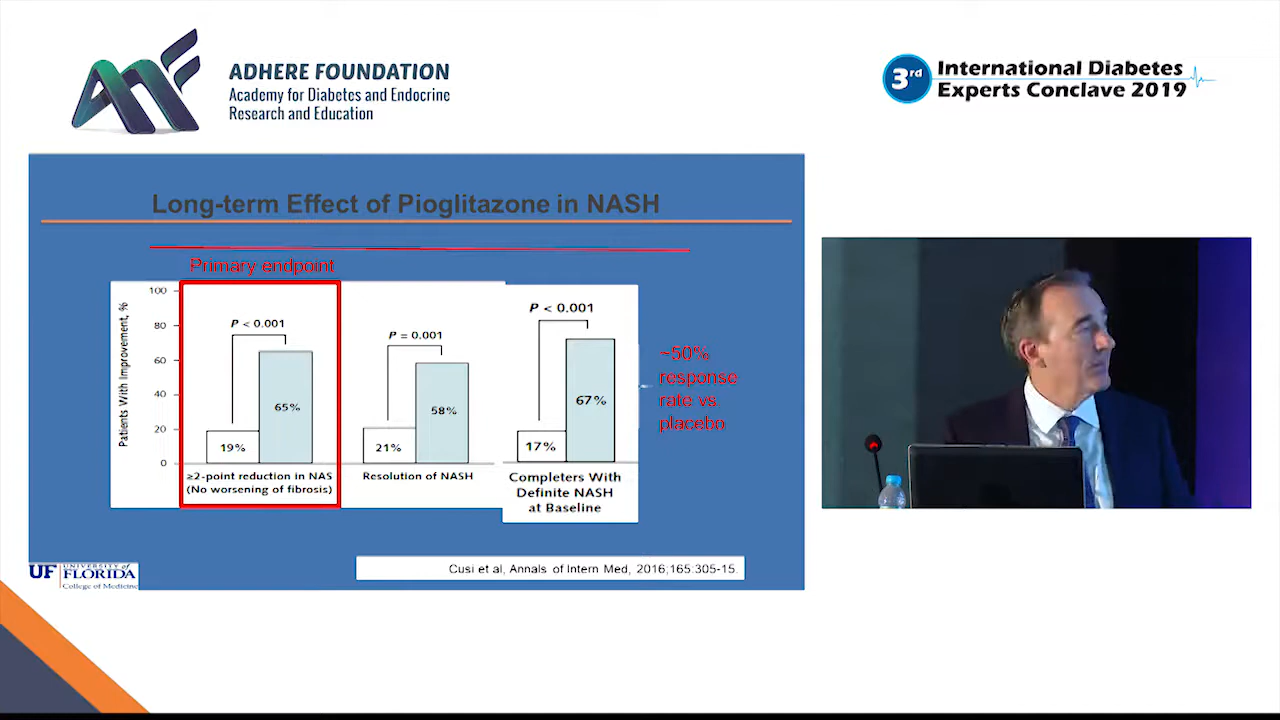 ADHERE FOUNDATION
Academy for Diabetes and Endocrine
Research and Education
3rd
International Diabetes
Experts Conclave 2019
Long-term Effect of Pioglitazone in NASH
Primary endpoint
Patients With Improvement, %
100
80
60
40
20
0
P < 0.001
19%
65%
≥2-point reduction in NAS
(No worsening of fibrosis)
P = 0.001
21%
58%
Resolution of NASH
P < 0.001
17%
67%
Completers With
Definite NASH
at Baseline
~50%
response
rate vs
placebo
UF
UNIVERSITY of
FLORIDA
College of Medicine
Cusi et al, Annals of Intern Med, 2016;165:305-15.